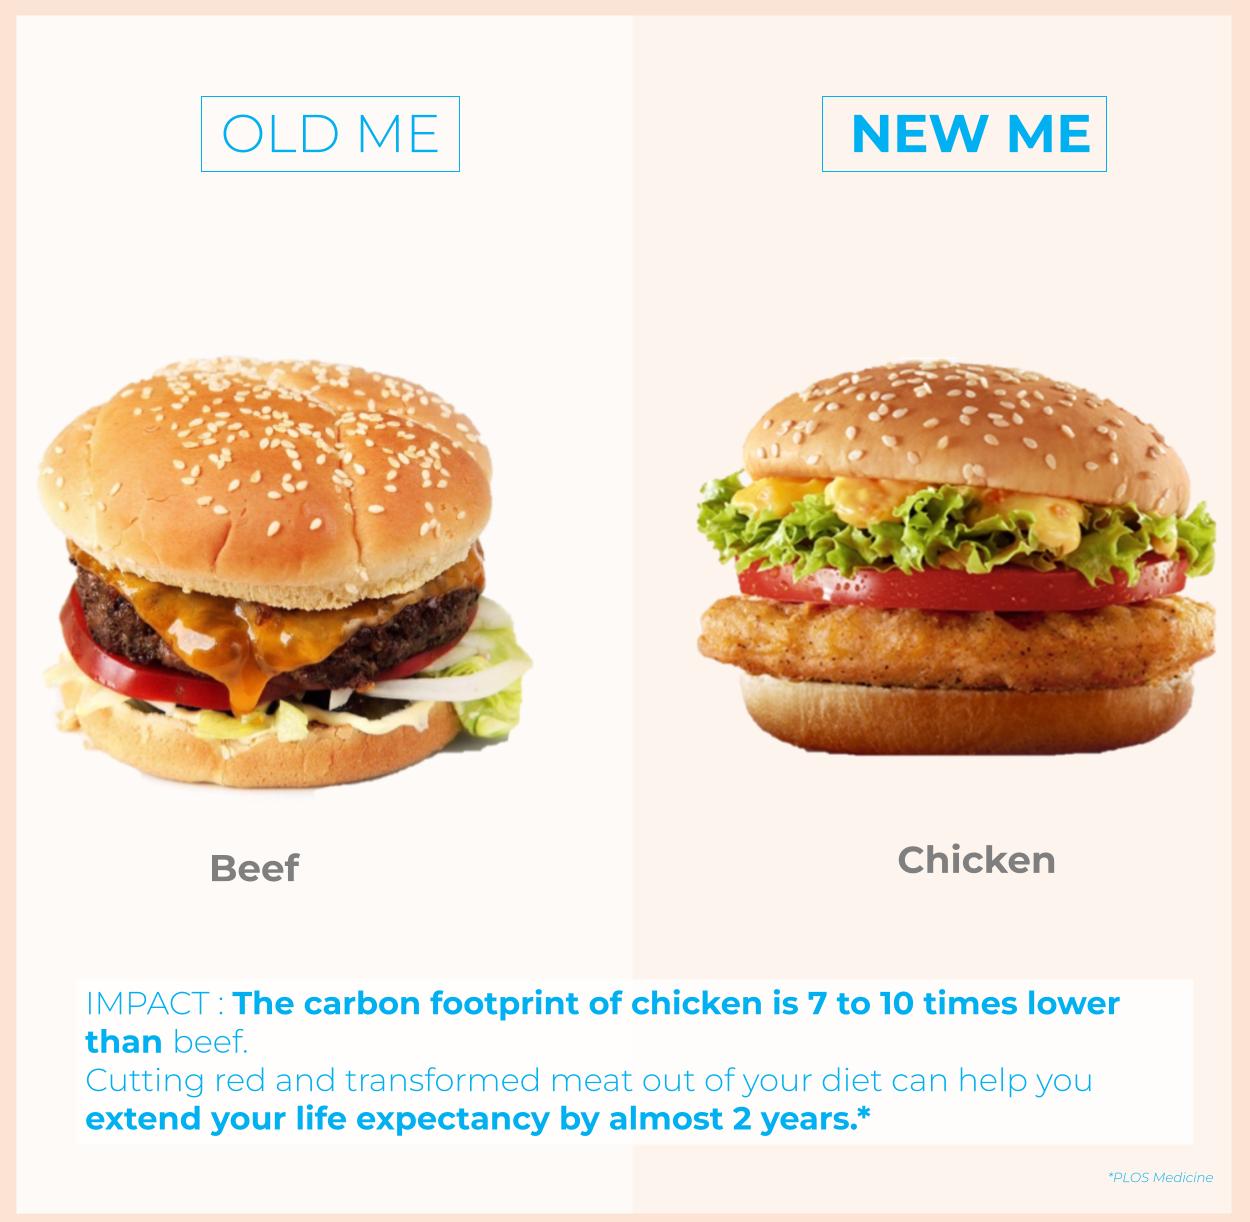 OLD ME
NEW ME
Beef
Chicken
IMPACT : The carbon footprint of chicken is 7 to 10 times lower
than beef.
Cutting red and transformed meat out of your diet can help you
extend your life expectancy by almost 2 years.*
*PLOS Medicine